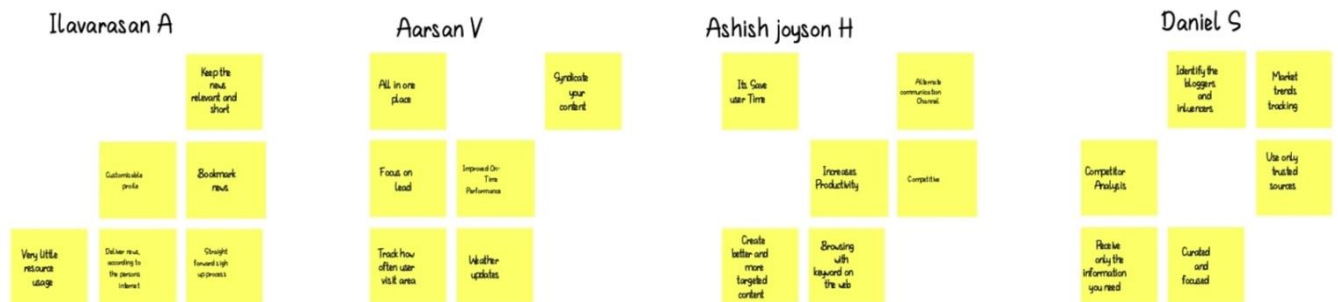 Ilavarasan A
Keep the
news
relevant and
short
Customisable
profile
Bookmark
news
Very little
resource
usage
Deliver news,
according to
the persons
interest
Straight
forward sigh
up process
Aarsan V
All in one
place
Syndicate
your
content
Focus on
lead
Improved On-
Time
Performance
Track how
often user
visit area
Weather
updates
Ashish joyson H
Its Save
user Time
Alternate
communication
Channel
Increases
Productivity
Competitive
Create
better and
more
targeted
content
Browsing
with
keyword on
the web
Daniel S
Identify the
bloggers
and
inluencers
Market
trends
tracking
Competitor
Analysis
Use only
trusted
sources
Receive
only the
information
you need
Curated
and
focused